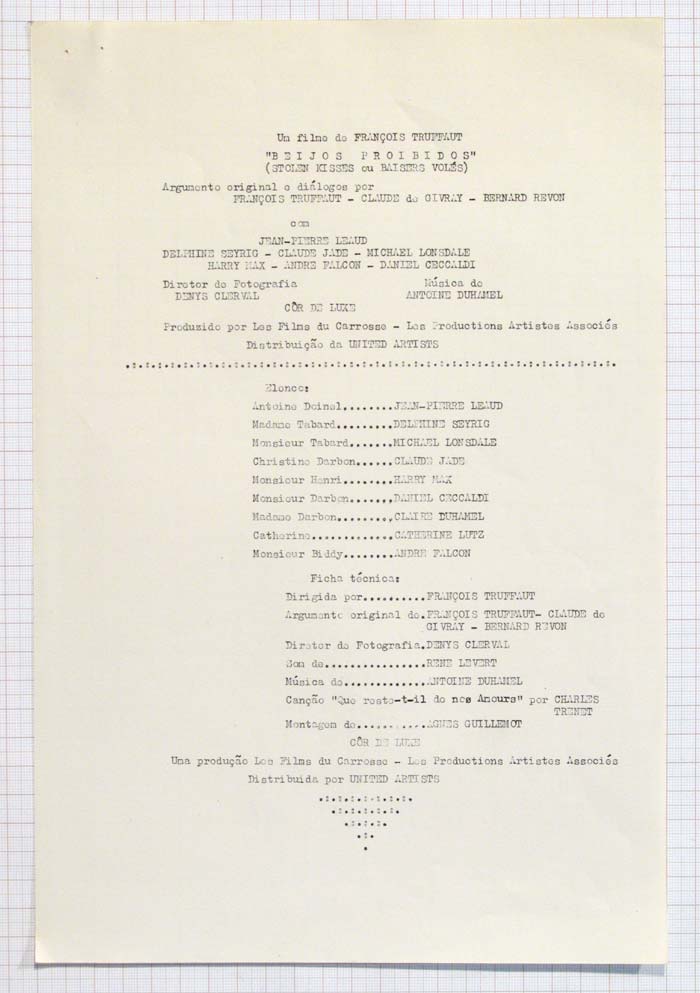 Um filme de FRANÇOIS TRUFFAUT
"B E I J O S  P R O I B I D O S"
(STOLEN KISSES ou BAISERS VOLÉS)
Argumento original e diálogos por
FRANÇOIS TRUFFAUT - CLAUDE de GIVRAY - BERNARD REVON
com
JEAN-PIERRE LEAUD
DELPHINE SEYRIG - CLAUDE JADE - MICHAEL LONSDALE
HARRY MAX - ANDRE FALCON - DANIEL CECCALDI
Diretor de Fotografia Música de
DENYS CLERVAL ANTOINE DUHAMEL
CÔR DE LUXE
Produzido por Les Films du Carrosse - Les Productions Artistes Associés
Distribuição da UNITED ARTISTS
Elenco:
Antoine Doinel........JEAN-PIERRE LEAUD
Madame Tabard.........DELPHINE SEYRIG
Monsieur Tabard.......MICHAEL LONSDALE
Christine Darbon......CLAUDE JADE
Monsieur Henri........HARRY MAX
Monsieur Darbon.......DANIEL CECCALDI
Madame Darbon.........CLAIRE DUHAMEL
Catherine.............CATHERINE LUTZ
Monsieur Biddy........ANDRE FALCON
Ficha técnica:
Dirigida por..........FRANÇOIS TRUFFAUT
Argumento original de.FRANÇOIS TRUFFAUT- CLAUDE de
GIVRAY - BERNARD REVON
Diretor de Fotografia.DENYS CLERVAL
Som de................RENE LEVERT
Música de.............ANTOINE DUHAMEL
Canção "Que reste-t-il de nos Amours" por CHARLES
TRENET
Montagem de...........AGNES GUILLEMOT
CÔR DE LUXE
Uma produção Les Films du Carrosse - Les Productions Artistes Associés
Distribuida por UNITED ARTISTS